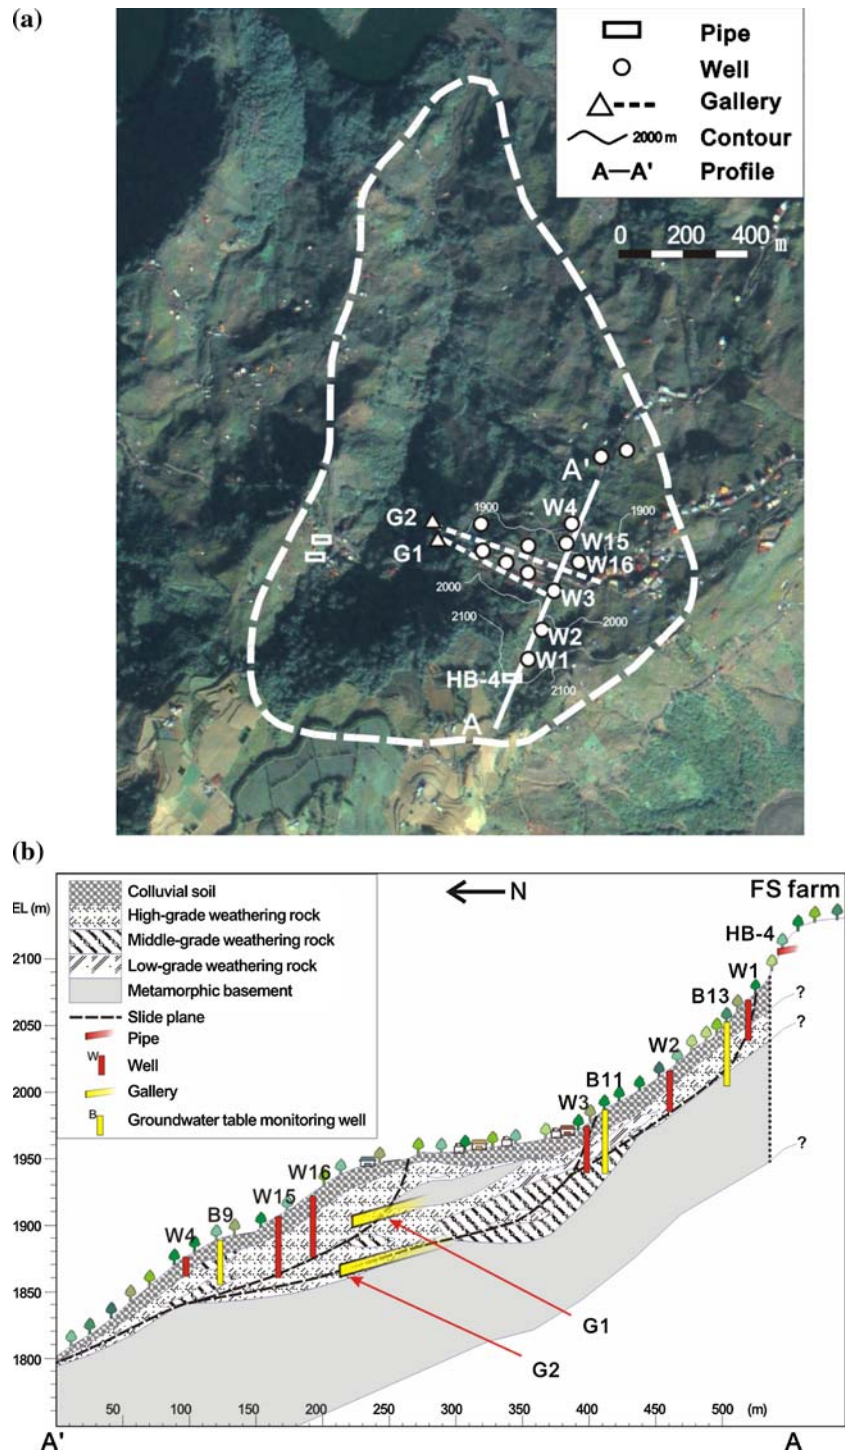 (a)
Pipe
Well
Gallery
2000 m Contour
A—A' Profile
0 200 400 m
A'
W4
G2
1900
1900
W15
G1
W16
2000
W3
2100
2000
W2
W1.
HB-4
2100
A
(b)
EL (m)
Colluvial soil
High-grade weathering rock
Middle-grade weathering rock
Low-grade weathering rock
Metamorphic basement
Slide plane
Pipe
W
Well
Gallery
B
Groundwater table monitoring well
N
FS farm
HB-4
W1
B13
W2
B11
W3
W16
W15
B9
W4
?
?
?
2100
2050
2000
1950
1900
1850
1800
G1
G2
50 100 150 200 250 300 350 400 450 500 (m)
A' A